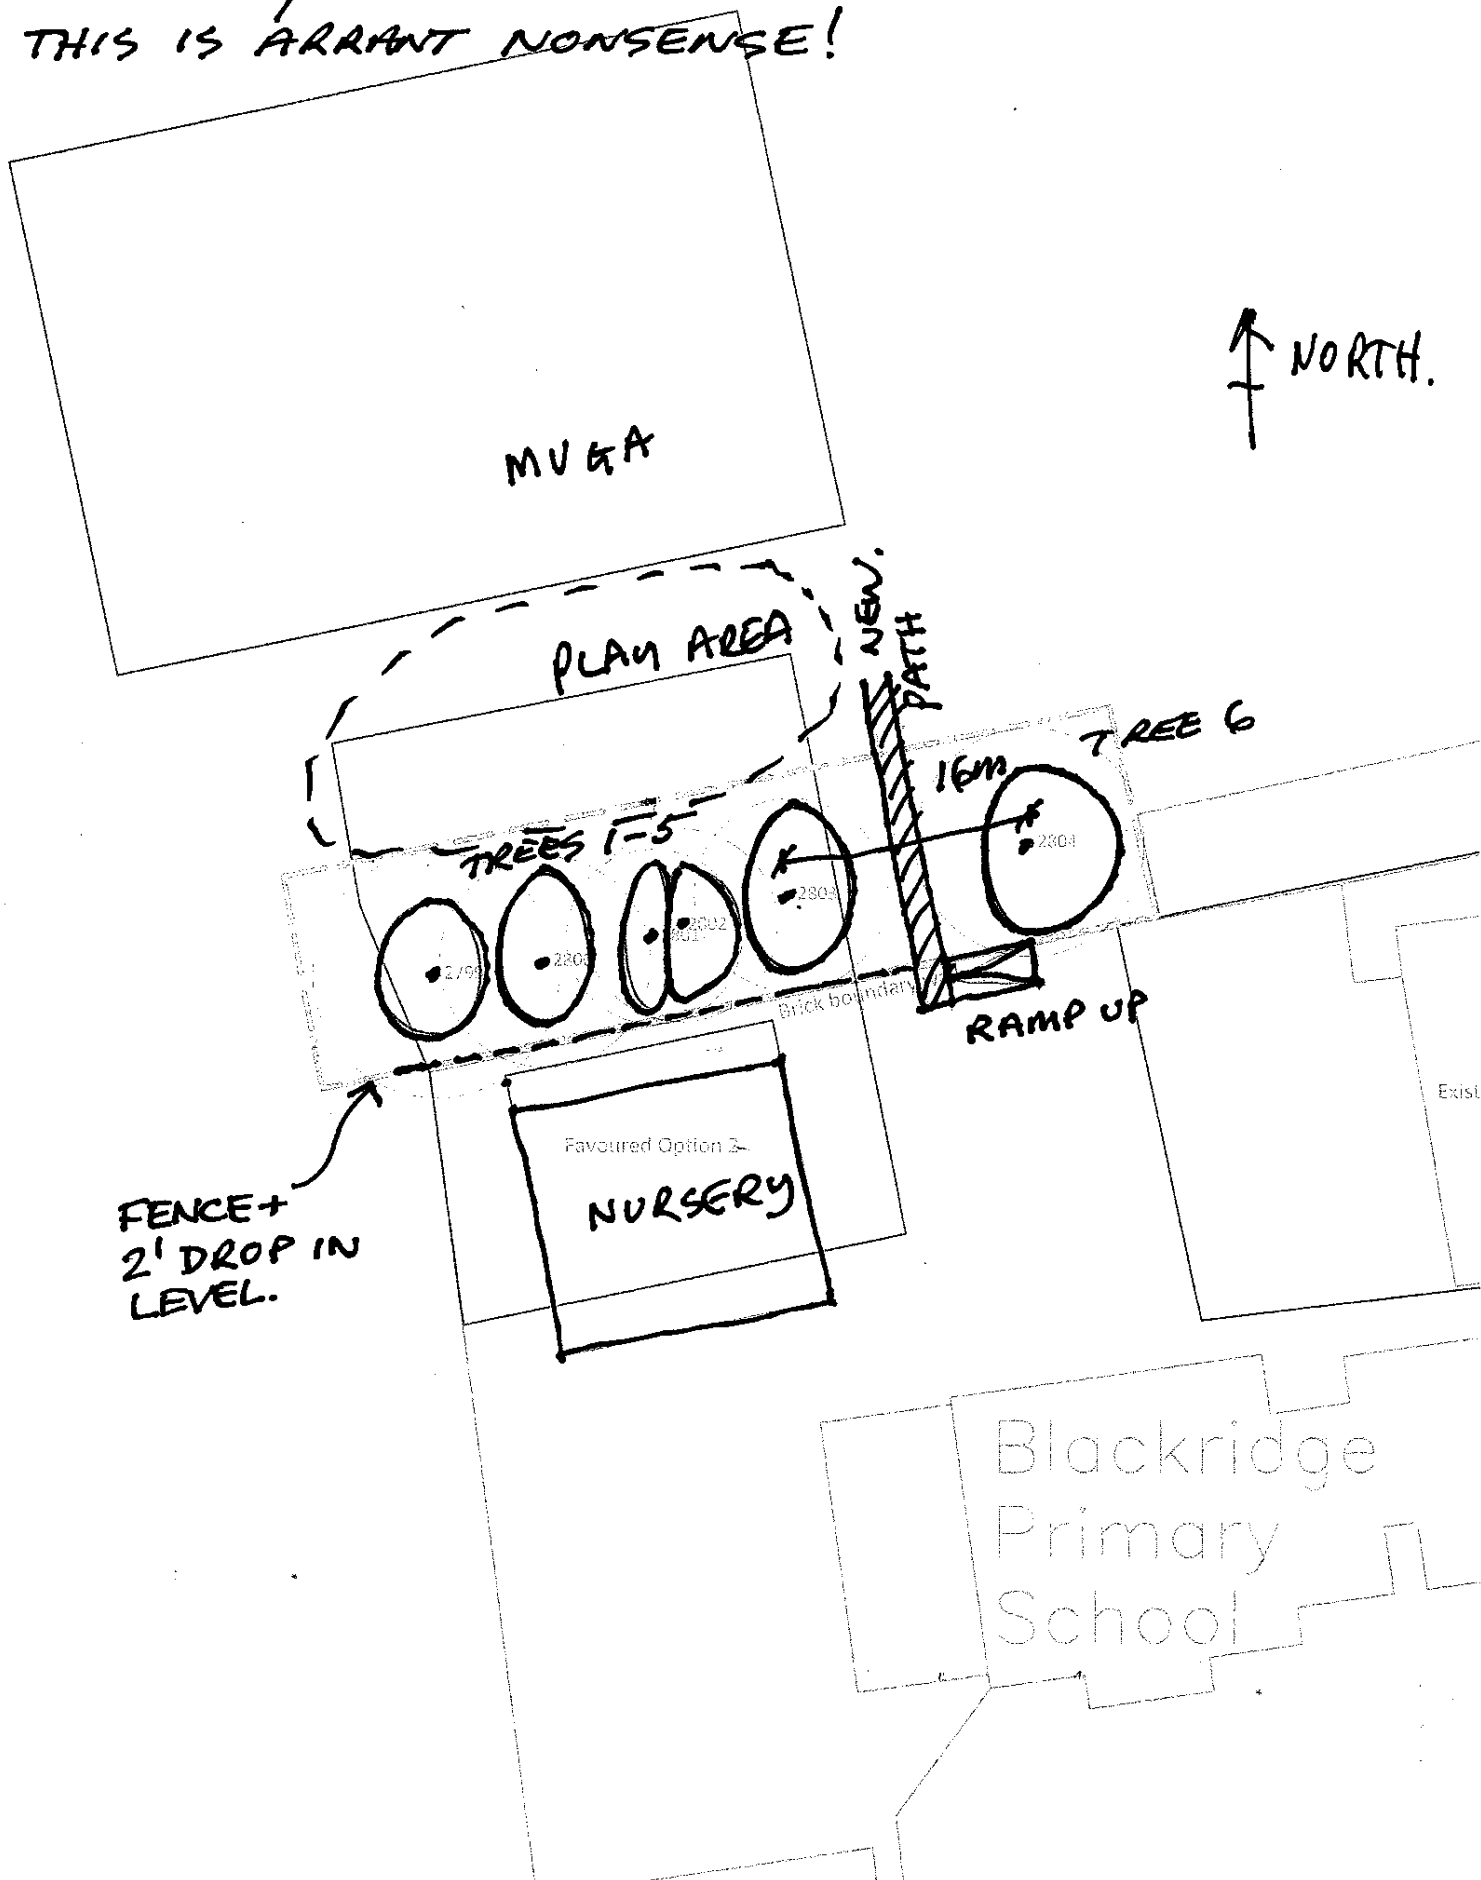 THIS IS ARRANT NONSENSE!
NORTH.
MUGA
NEW.
PATH
PLAY AREA
TREE 6
16m
TREES 1-5
2804
2803
2802
Brick boundary
RAMP UP
Favoured Option 2
NURSERY
FENCE +
2' DROP IN
LEVEL.
Exist
Blackridge
Primary
School